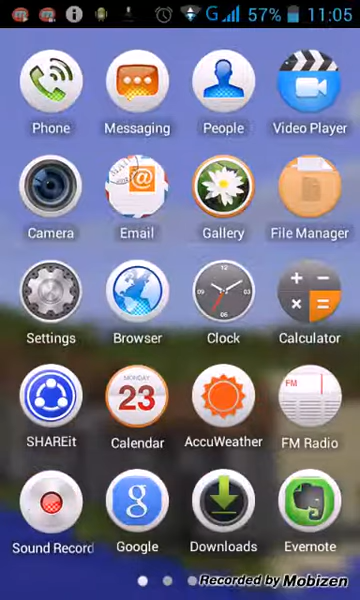 G 57% 11:05
Phone Messaging People Video Player
Camera Email Gallery File Manager
Settings Browser Clock Calculator
SHAREit MONDAY 23 Calendar AccuWeather FM FM Radio
Sound Record Google Downloads Evernote
Recorded by Mobizen